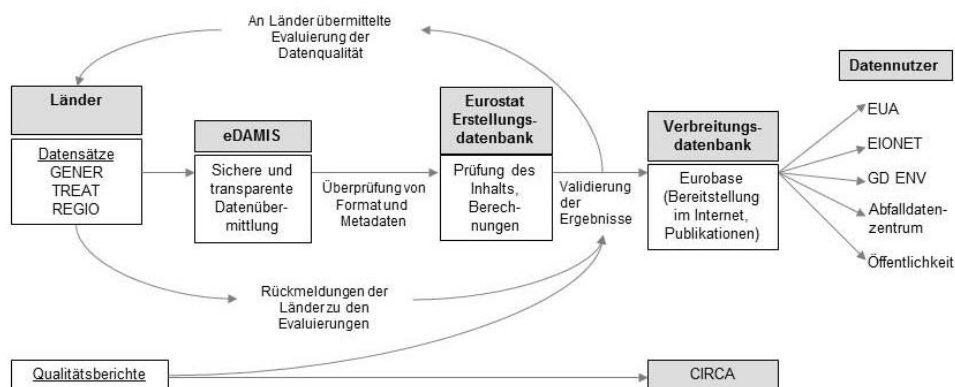 An Länder übermittelte
Evaluierung der
Datenqualität
Datennutzer
Länder
Datensätze
GENER
TREAT
REGIO
eDAMIS
Sichere und
transparente
Datenüber-
mittlung
Überprüfung von
Format und
Metadaten
Eurostat
Erstellungs-
datenbank
Prüfung des
Inhalts,
Berech-
nungen
Validierung
der
Ergebnisse
Verbreitungs-
datenbank
Eurobase
(Bereitstellung
im Internet,
Publikationen)
EUA
EIONET
GD ENV
Abfalldaten-
zentrum
Öffentlichkeit
Rückmeldungen der
Länder zu den
Evaluierungen
Qualitätsberichte
CIRCA